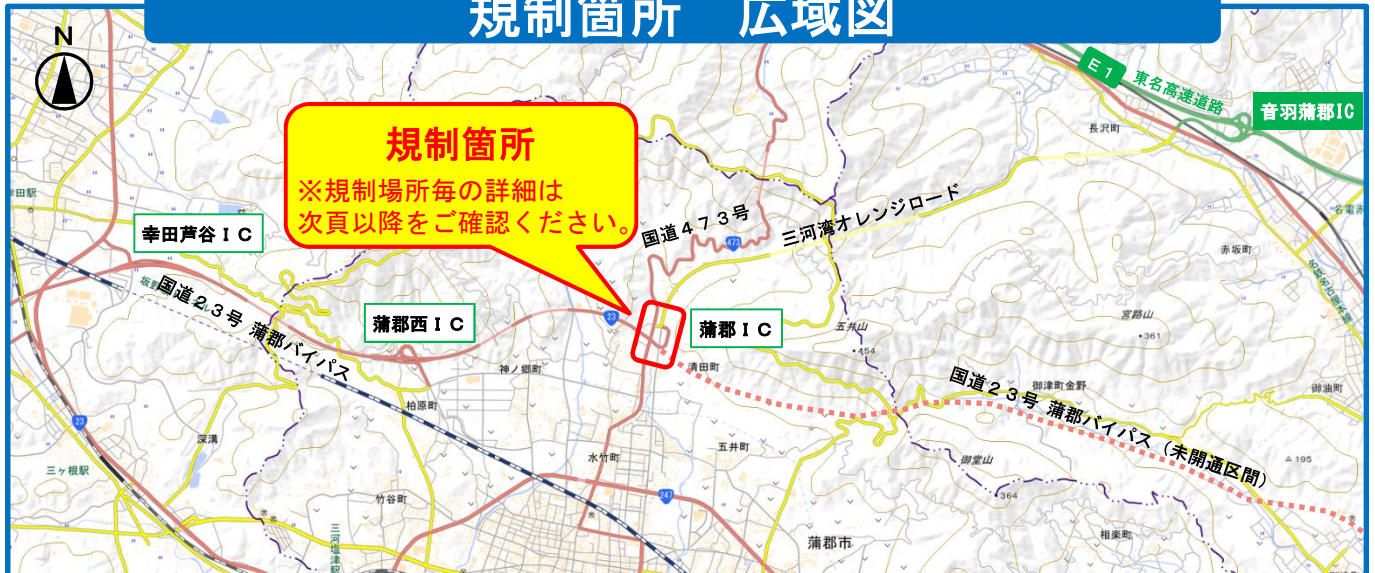 規制箇所　広域図
N
E1
東名高速道路
音羽蒲郡IC
長沢町
規制箇所
※規制場所毎の詳細は
次頁以降をご確認ください。
幸田駅
幸田芦谷ＩＣ
国道４７３号
473
三河湾オレンジロード
赤坂町
名鉄名古屋本線
国道２３号 蒲郡バイパス
蒲郡西ＩＣ
23
蒲郡ＩＣ
五井山
454
宮路山
361
神ノ郷町
清田町
国道２３号 蒲郡バイパス（未開通区間）
御津町金野
御油町
柏原町
23
深溝
三ヶ根駅
水竹町
五井町
御堂山
195
竹谷町
247
364
三河塩津駅
蒲郡市
相楽町